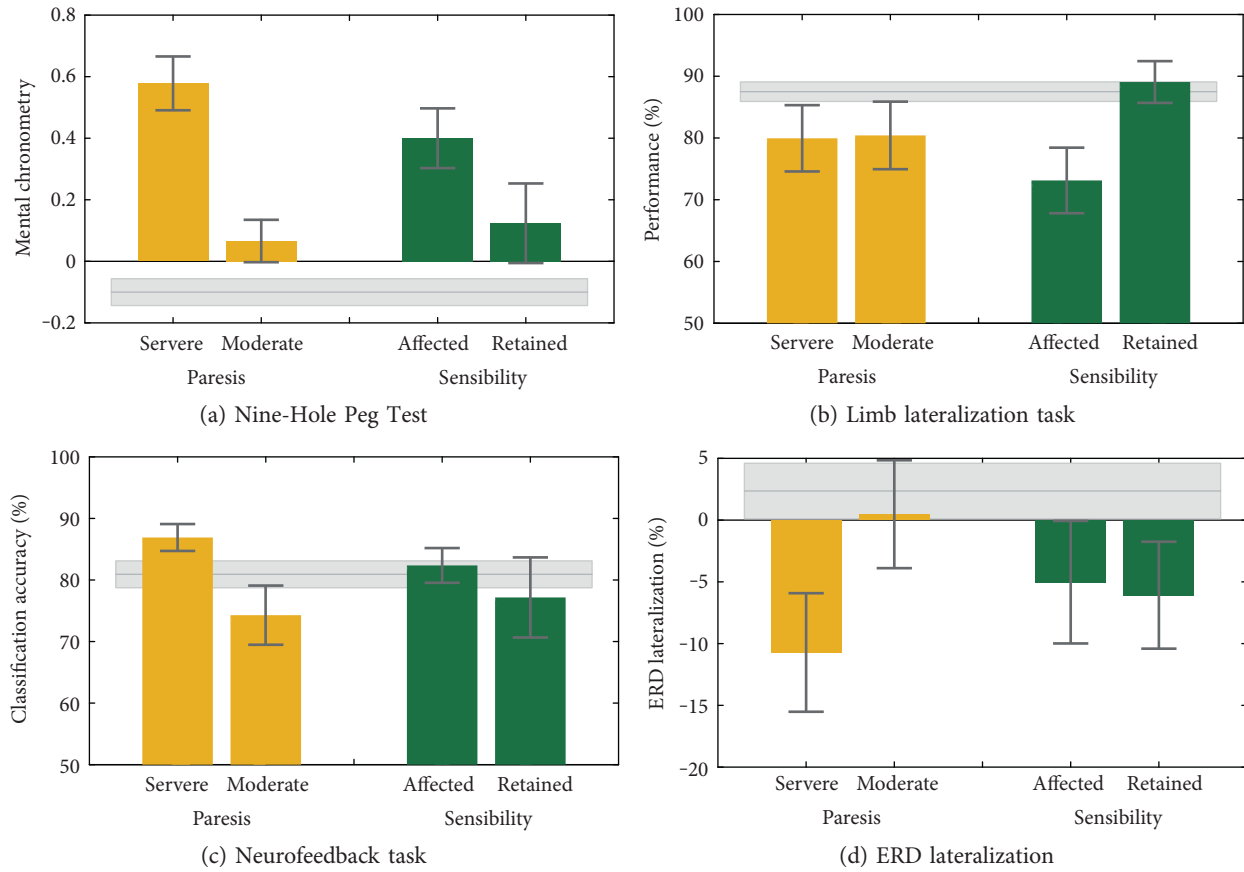 0.8
0.6
0.4
0.2
0
−0.2
Mental chronometry
Servere Moderate Affected Retained
Paresis Sensibility
(a) Nine-Hole Peg Test
100
90
80
70
60
50
Performance (%)
Servere Moderate Affected Retained
Paresis Sensibility
(b) Limb lateralization task
100
90
80
70
60
50
Classification accuracy (%)
Servere Moderate Affected Retained
Paresis Sensibility
(c) Neurofeedback task
5
0
−5
−10
−15
−20
ERD lateralization (%)
Servere Moderate Affected Retained
Paresis Sensibility
(d) ERD lateralization